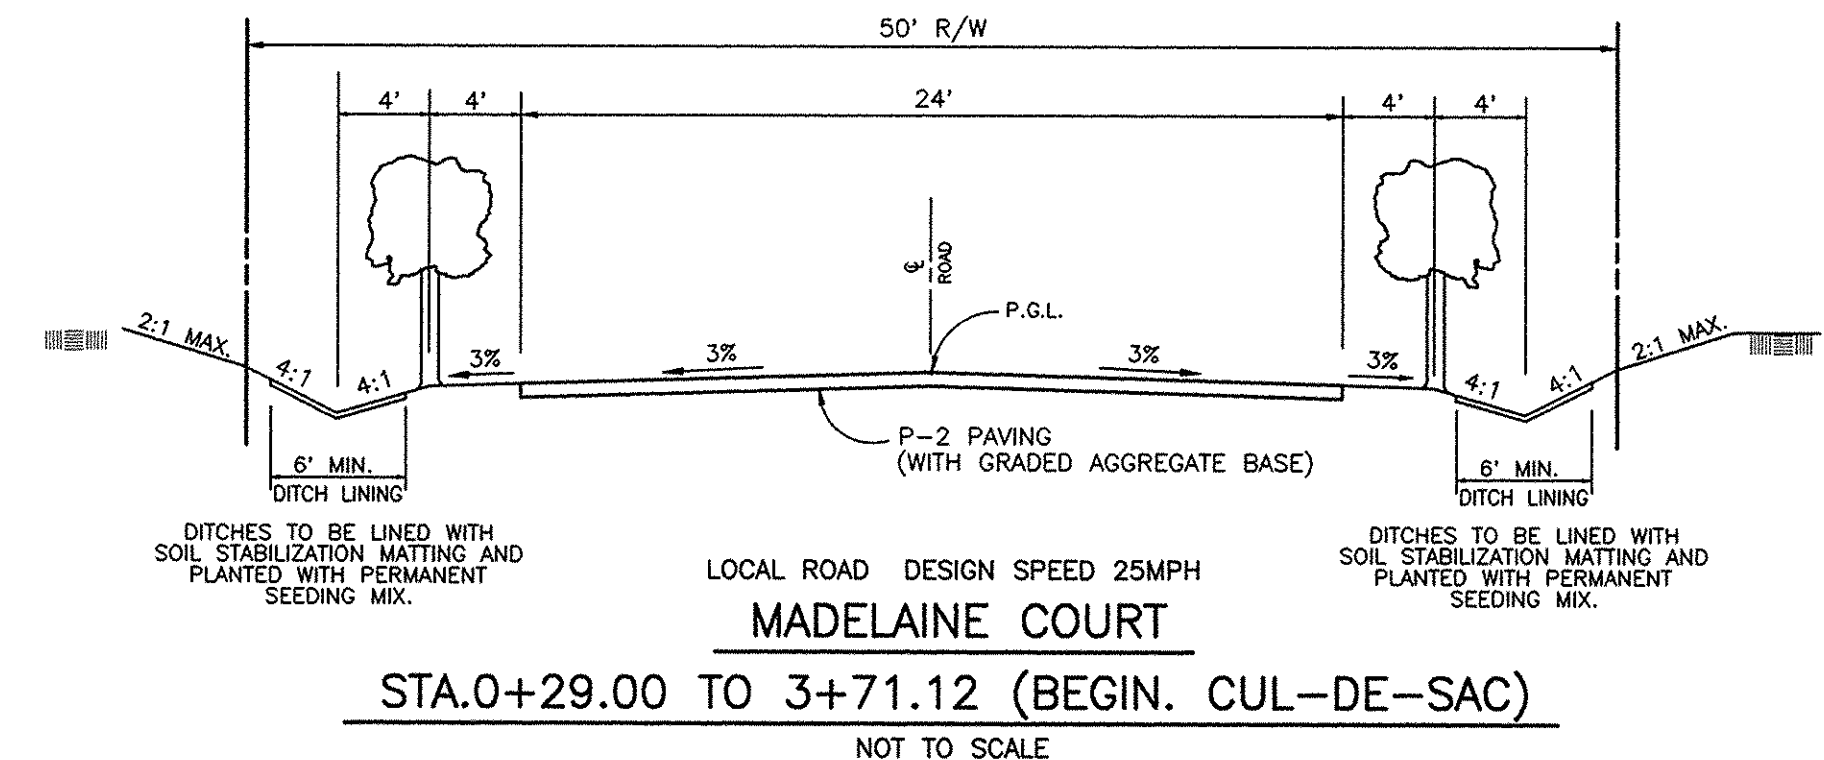 50' R/W
4' 4' 24' 4' 4'
℄ ROAD
P.G.L.
2:1 MAX.
4:1
4:1
3%
3%
3%
3%
4:1
4:1
2:1 MAX.
P-2 PAVING
(WITH GRADED AGGREGATE BASE)
6' MIN.
DITCH LINING
6' MIN.
DITCH LINING
DITCHES TO BE LINED WITH
SOIL STABILIZATION MATTING AND
PLANTED WITH PERMANENT
SEEDING MIX.
DITCHES TO BE LINED WITH
SOIL STABILIZATION MATTING AND
PLANTED WITH PERMANENT
SEEDING MIX.
LOCAL ROAD DESIGN SPEED 25MPH
MADELAINE COURT
STA.0+29.00 TO 3+71.12 (BEGIN. CUL-DE-SAC)
NOT TO SCALE